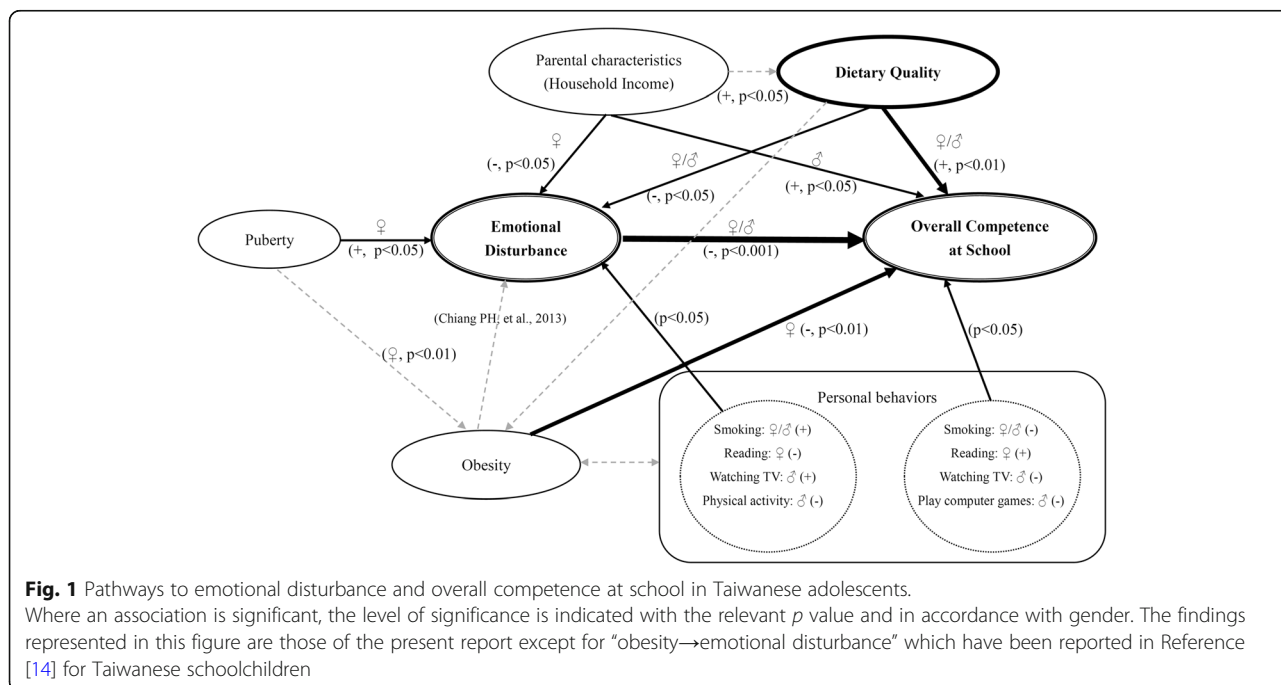 Parental characteristics
(Household Income)
Dietary Quality
(+, p<0.05)
♀
(-, p<0.05)
♀/♂
(-, p<0.05)
♂
(+, p<0.05)
♀/♂
(+, p<0.01)
Puberty
♀
(+, p<0.05)
Emotional
Disturbance
♀/♂
(-, p<0.001)
Overall Competence
at School
(Chiang PH, et al., 2013)
(♀, p<0.01)
(p<0.05)
♀ (-, p<0.01)
(p<0.05)
Obesity
Personal behaviors
Smoking: ♀/♂ (+)
Reading: ♀ (-)
Watching TV: ♂ (+)
Physical activity: ♂ (-)
Smoking: ♀/♂ (-)
Reading: ♀ (+)
Watching TV: ♂ (-)
Play computer games: ♂ (-)
Fig. 1 Pathways to emotional disturbance and overall competence at school in Taiwanese adolescents.
Where an association is significant, the level of significance is indicated with the relevant p value and in accordance with gender. The findings
represented in this figure are those of the present report except for “obesity→emotional disturbance” which have been reported in Reference
[14] for Taiwanese schoolchildren